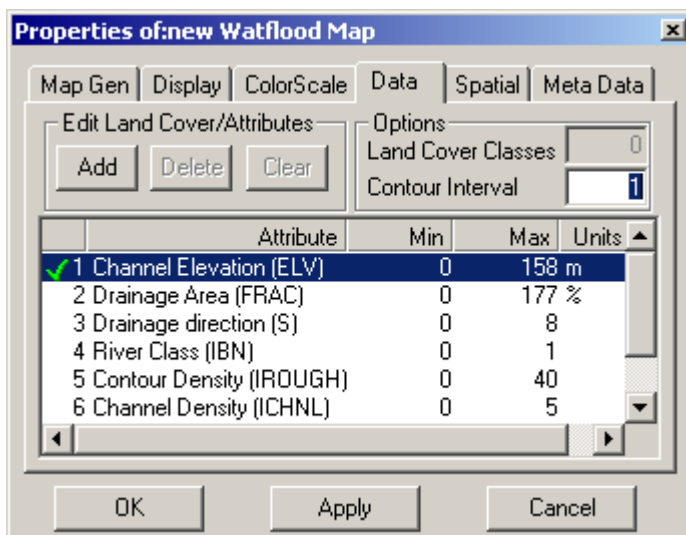 Properties of:new Watflood Map
Map Gen Display ColorScale Data Spatial Meta Data
Edit Land Cover/Attributes
Add Delete Clear
Options
Land Cover Classes 0
Contour Interval 1
Attribute Min Max Units
1 Channel Elevation (ELV) 0 158 m
2 Drainage Area (FRAC) 0 177 %
3 Drainage direction (S) 0 8
4 River Class (IBN) 0 1
5 Contour Density (IROUGH) 0 40
6 Channel Density (ICHNL) 0 5
OK Apply Cancel